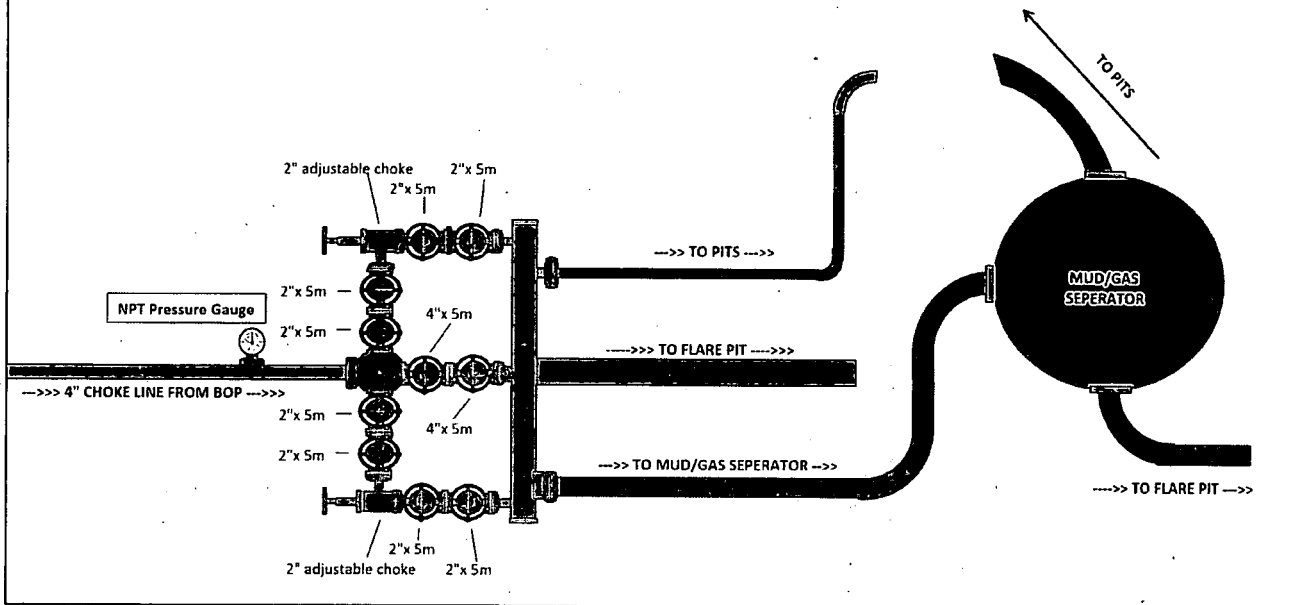 TO PITS
2" adjustable choke
2"x 5m
2"x 5m
--->> TO PITS --->>
2"x 5m
MUD/GAS
SEPERATOR
NPT Pressure Gauge
4"x 5m
2"x 5m
----->>> TO FLARE PIT ---->>>
--->>> 4" CHOKE LINE FROM BOP --->>>
2"x 5m
4"x 5m
2"x 5m
--->> TO MUD/GAS SEPERATOR -->>
---->> TO FLARE PIT --->>
2"x 5m
2" adjustable choke
2"x 5m